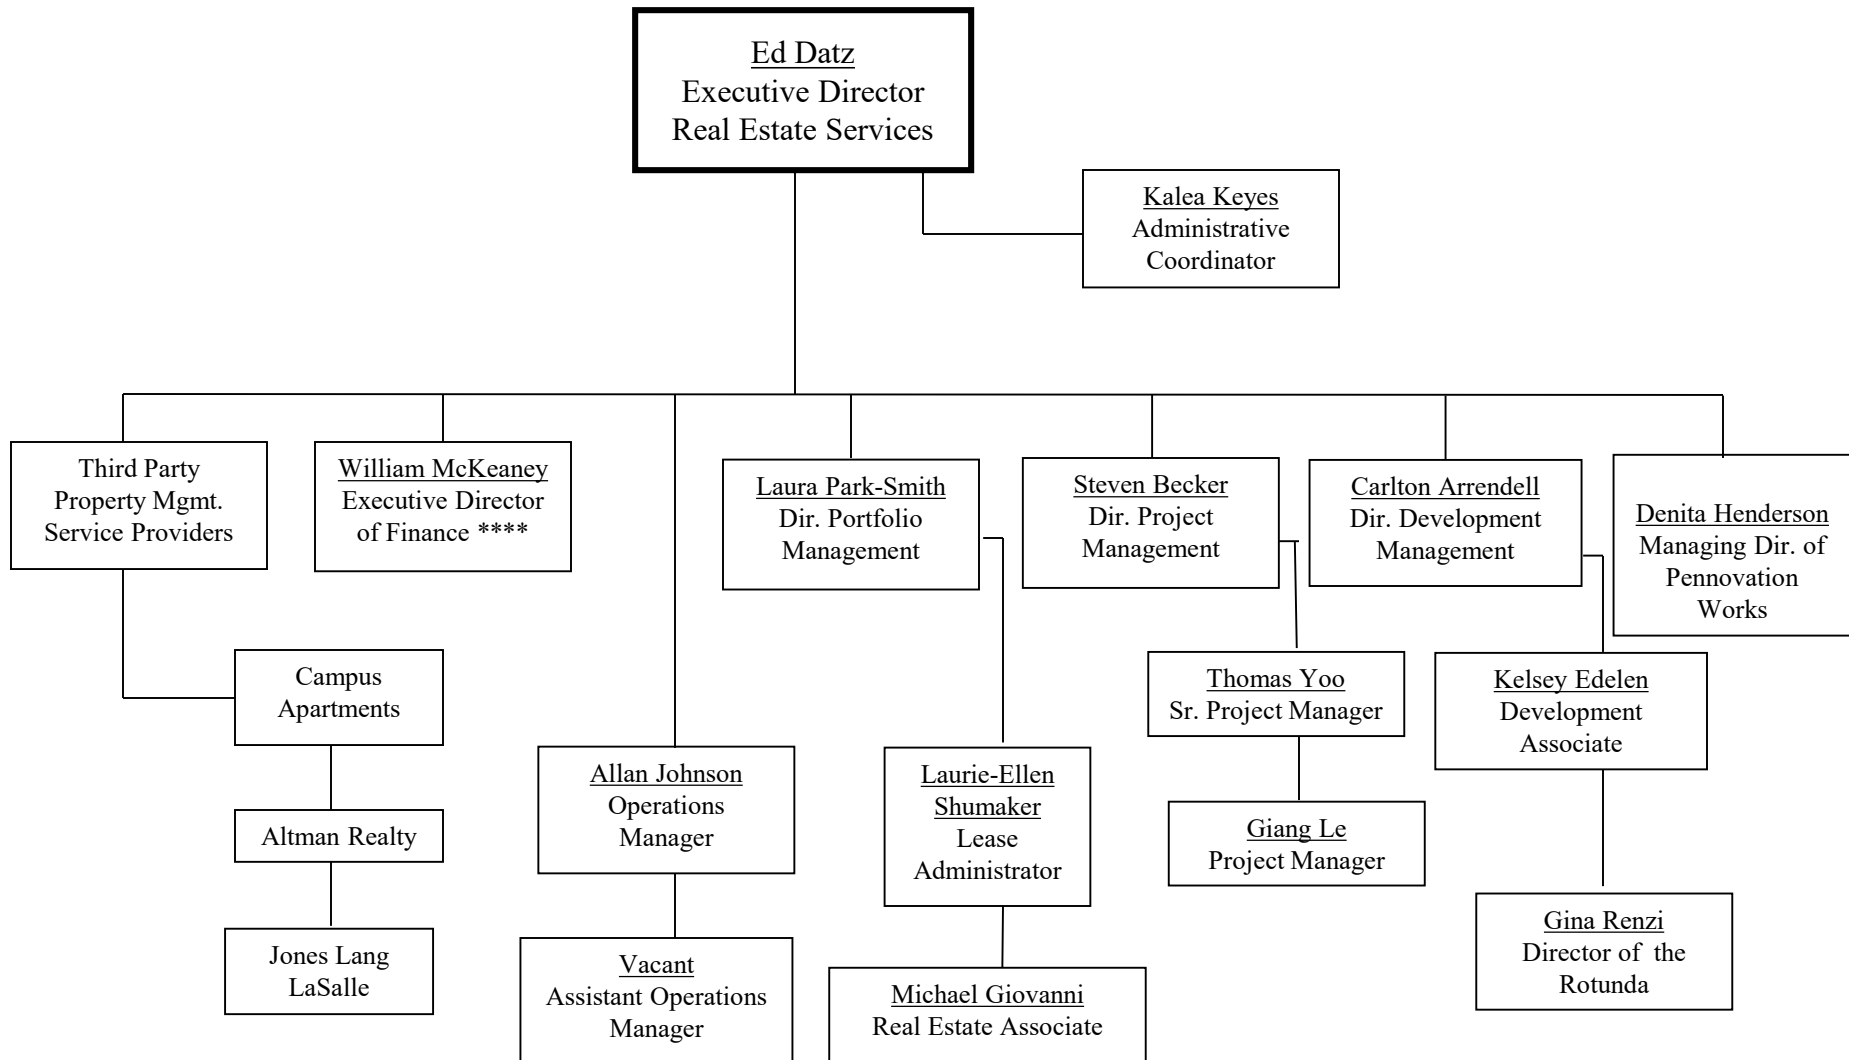 Ed Datz
Executive Director
Real Estate Services
Kalea Keyes
Administrative
Coordinator
Third Party
Property Mgmt.
Service Providers
William McKeaney
Executive Director
of Finance ****
Laura Park-Smith
Dir. Portfolio
Management
Steven Becker
Dir. Project
Management
Carlton Arrendell
Dir. Development
Management
Denita Henderson
Managing Dir. of
Pennovation
Works
Campus
Apartments
Thomas Yoo
Sr. Project Manager
Kelsey Edelen
Development
Associate
Altman Realty
Allan Johnson
Operations
Manager
Laurie-Ellen
Shumaker
Lease
Administrator
Giang Le
Project Manager
Jones Lang
LaSalle
Vacant
Assistant Operations
Manager
Michael Giovanni
Real Estate Associate
Gina Renzi
Director of  the
Rotunda